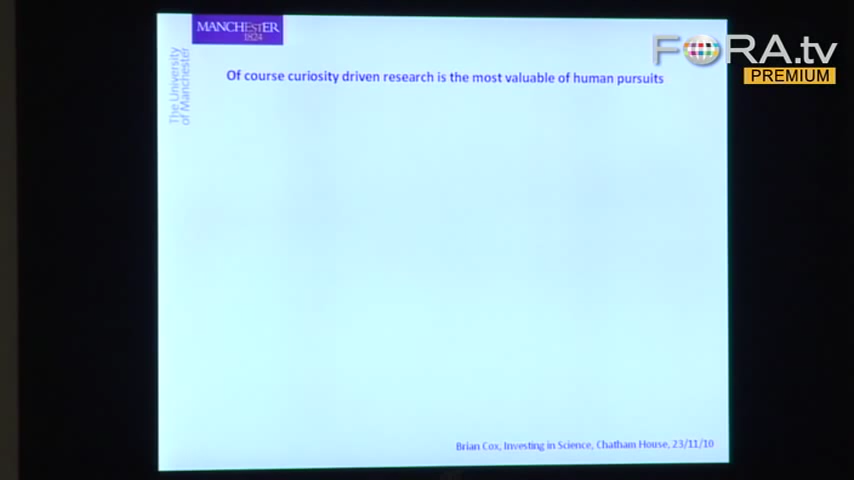 MANCHESTER
1824
The University
of Manchester
FORA.tv
PREMIUM
Of course curiosity driven research is the most valuable of human pursuits
Brian Cox, Investing in Science, Chatham House, 23/11/10